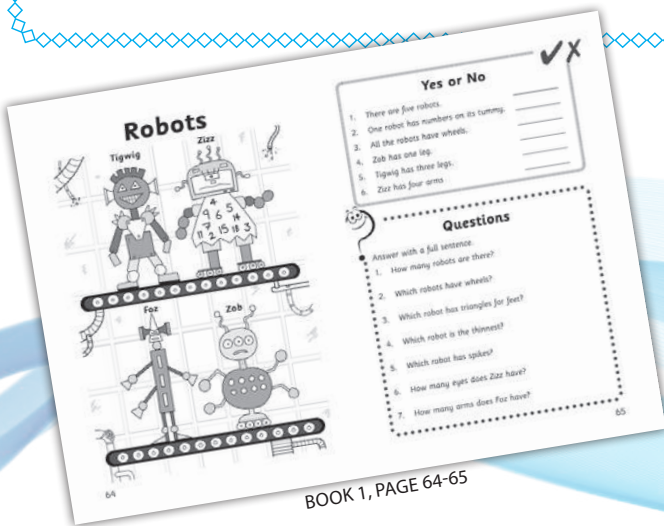 Robots
Tigwig
Zizz
4
9 6 5
7 14
11 2 15 18 3
Foz
Zob
64
Yes or No
1. There are five robots.
2. One robot has numbers on its tummy.
3. All the robots have wheels.
4. Zob has one leg.
5. Tigwig has three legs.
6. Zizz has four arms
Questions
Answer with a full sentence.
1. How many robots are there?
2. Which robots have wheels?
3. Which robot has triangles for feet?
4. Which robot is the thinnest?
5. Which robot has spikes?
6. How many eyes does Zizz have?
7. How many arms does Foz have?
65
BOOK 1, PAGE 64-65